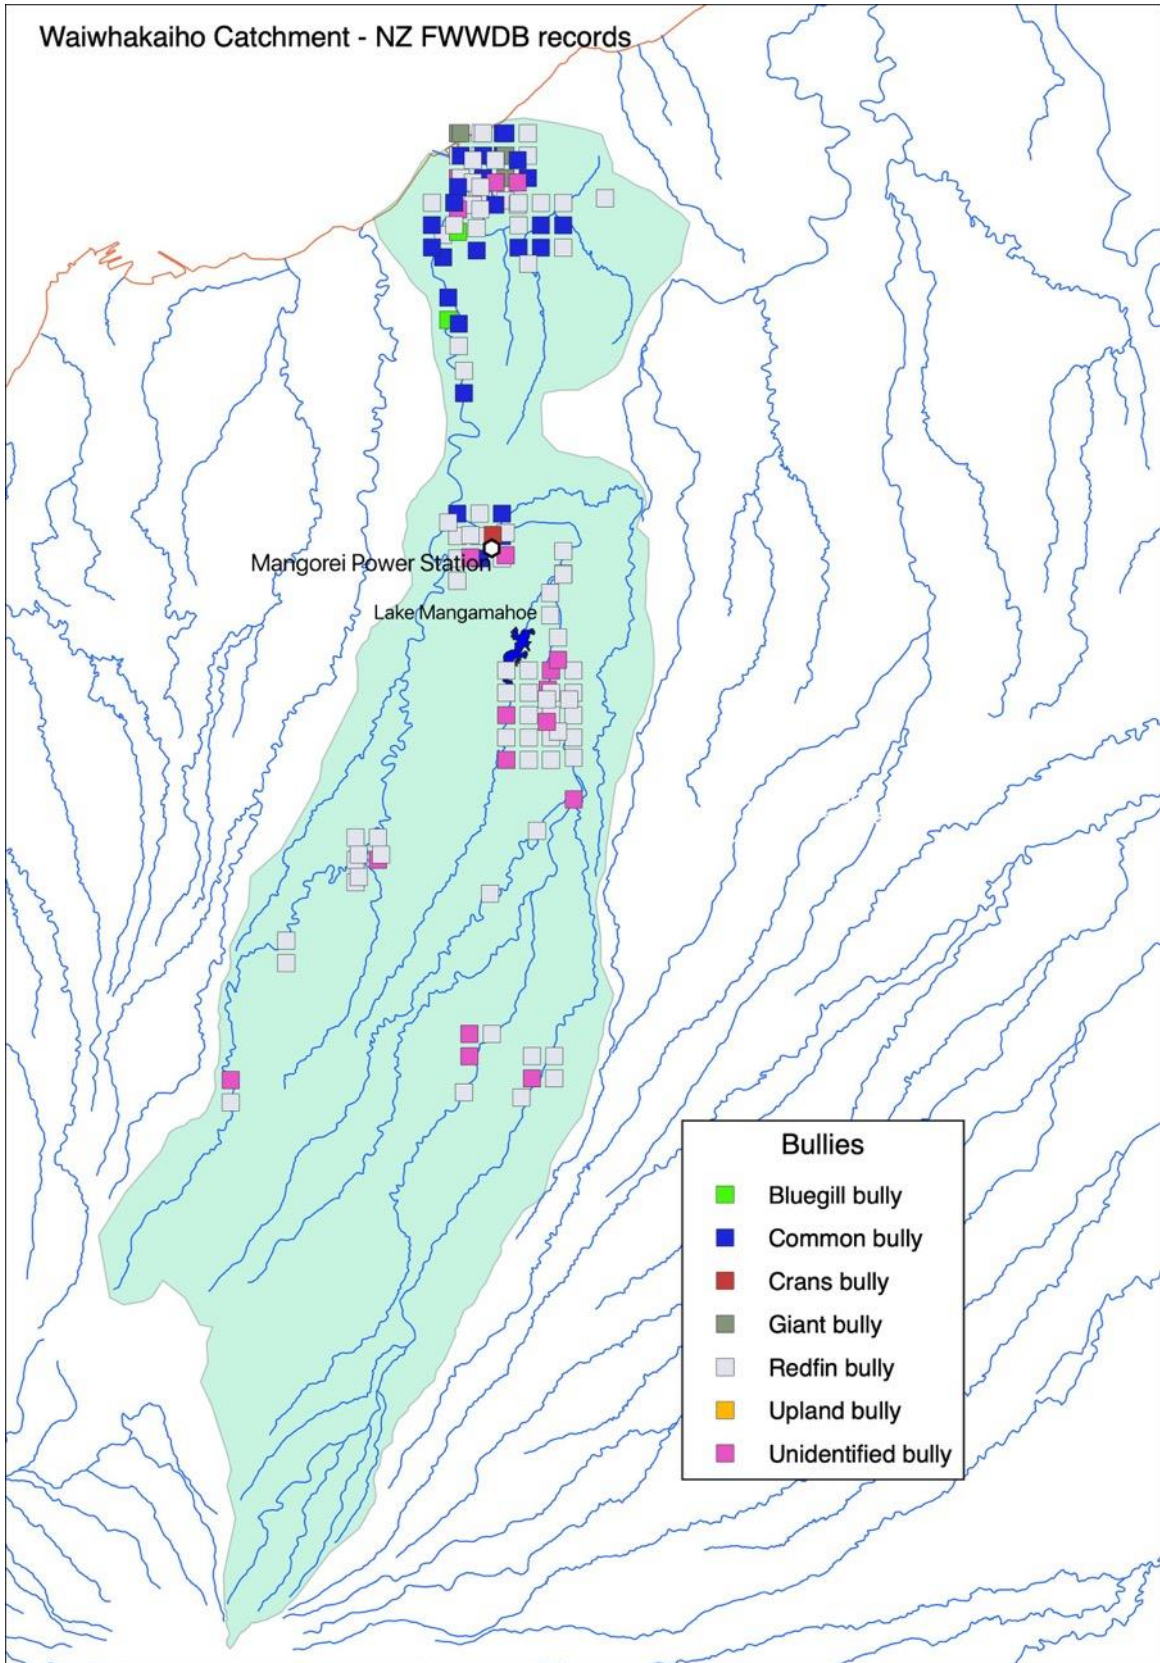 Waiwhakaiho Catchment - NZ FWWDB records
Mangorei Power Station
Lake Mangamahoe
Bullies
Bluegill bully
Common bully
Crans bully
Giant bully
Redfin bully
Upland bully
Unidentified bully